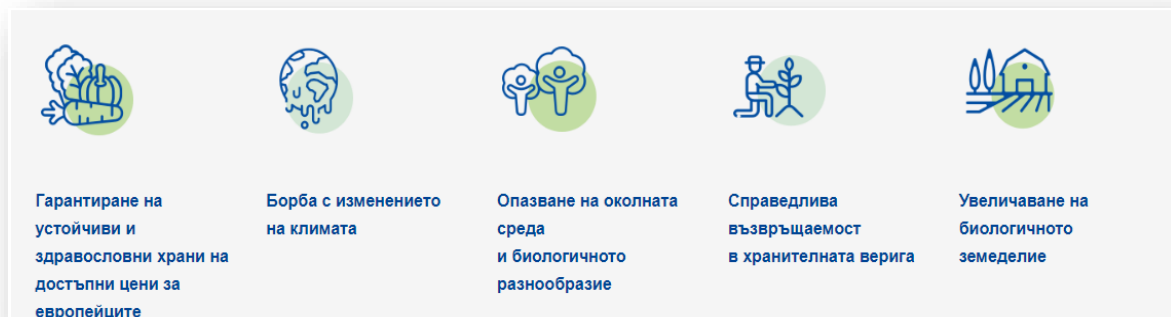 Гарантиране на
устойчиви и
здравословни храни на
достъпни цени за
европейците
Борба с изменението
на климата
Опазване на околната
среда
и биологичното
разнообразие
Справедлива
възвръщаемост
в хранителната верига
Увеличаване на
биологичното
земеделие